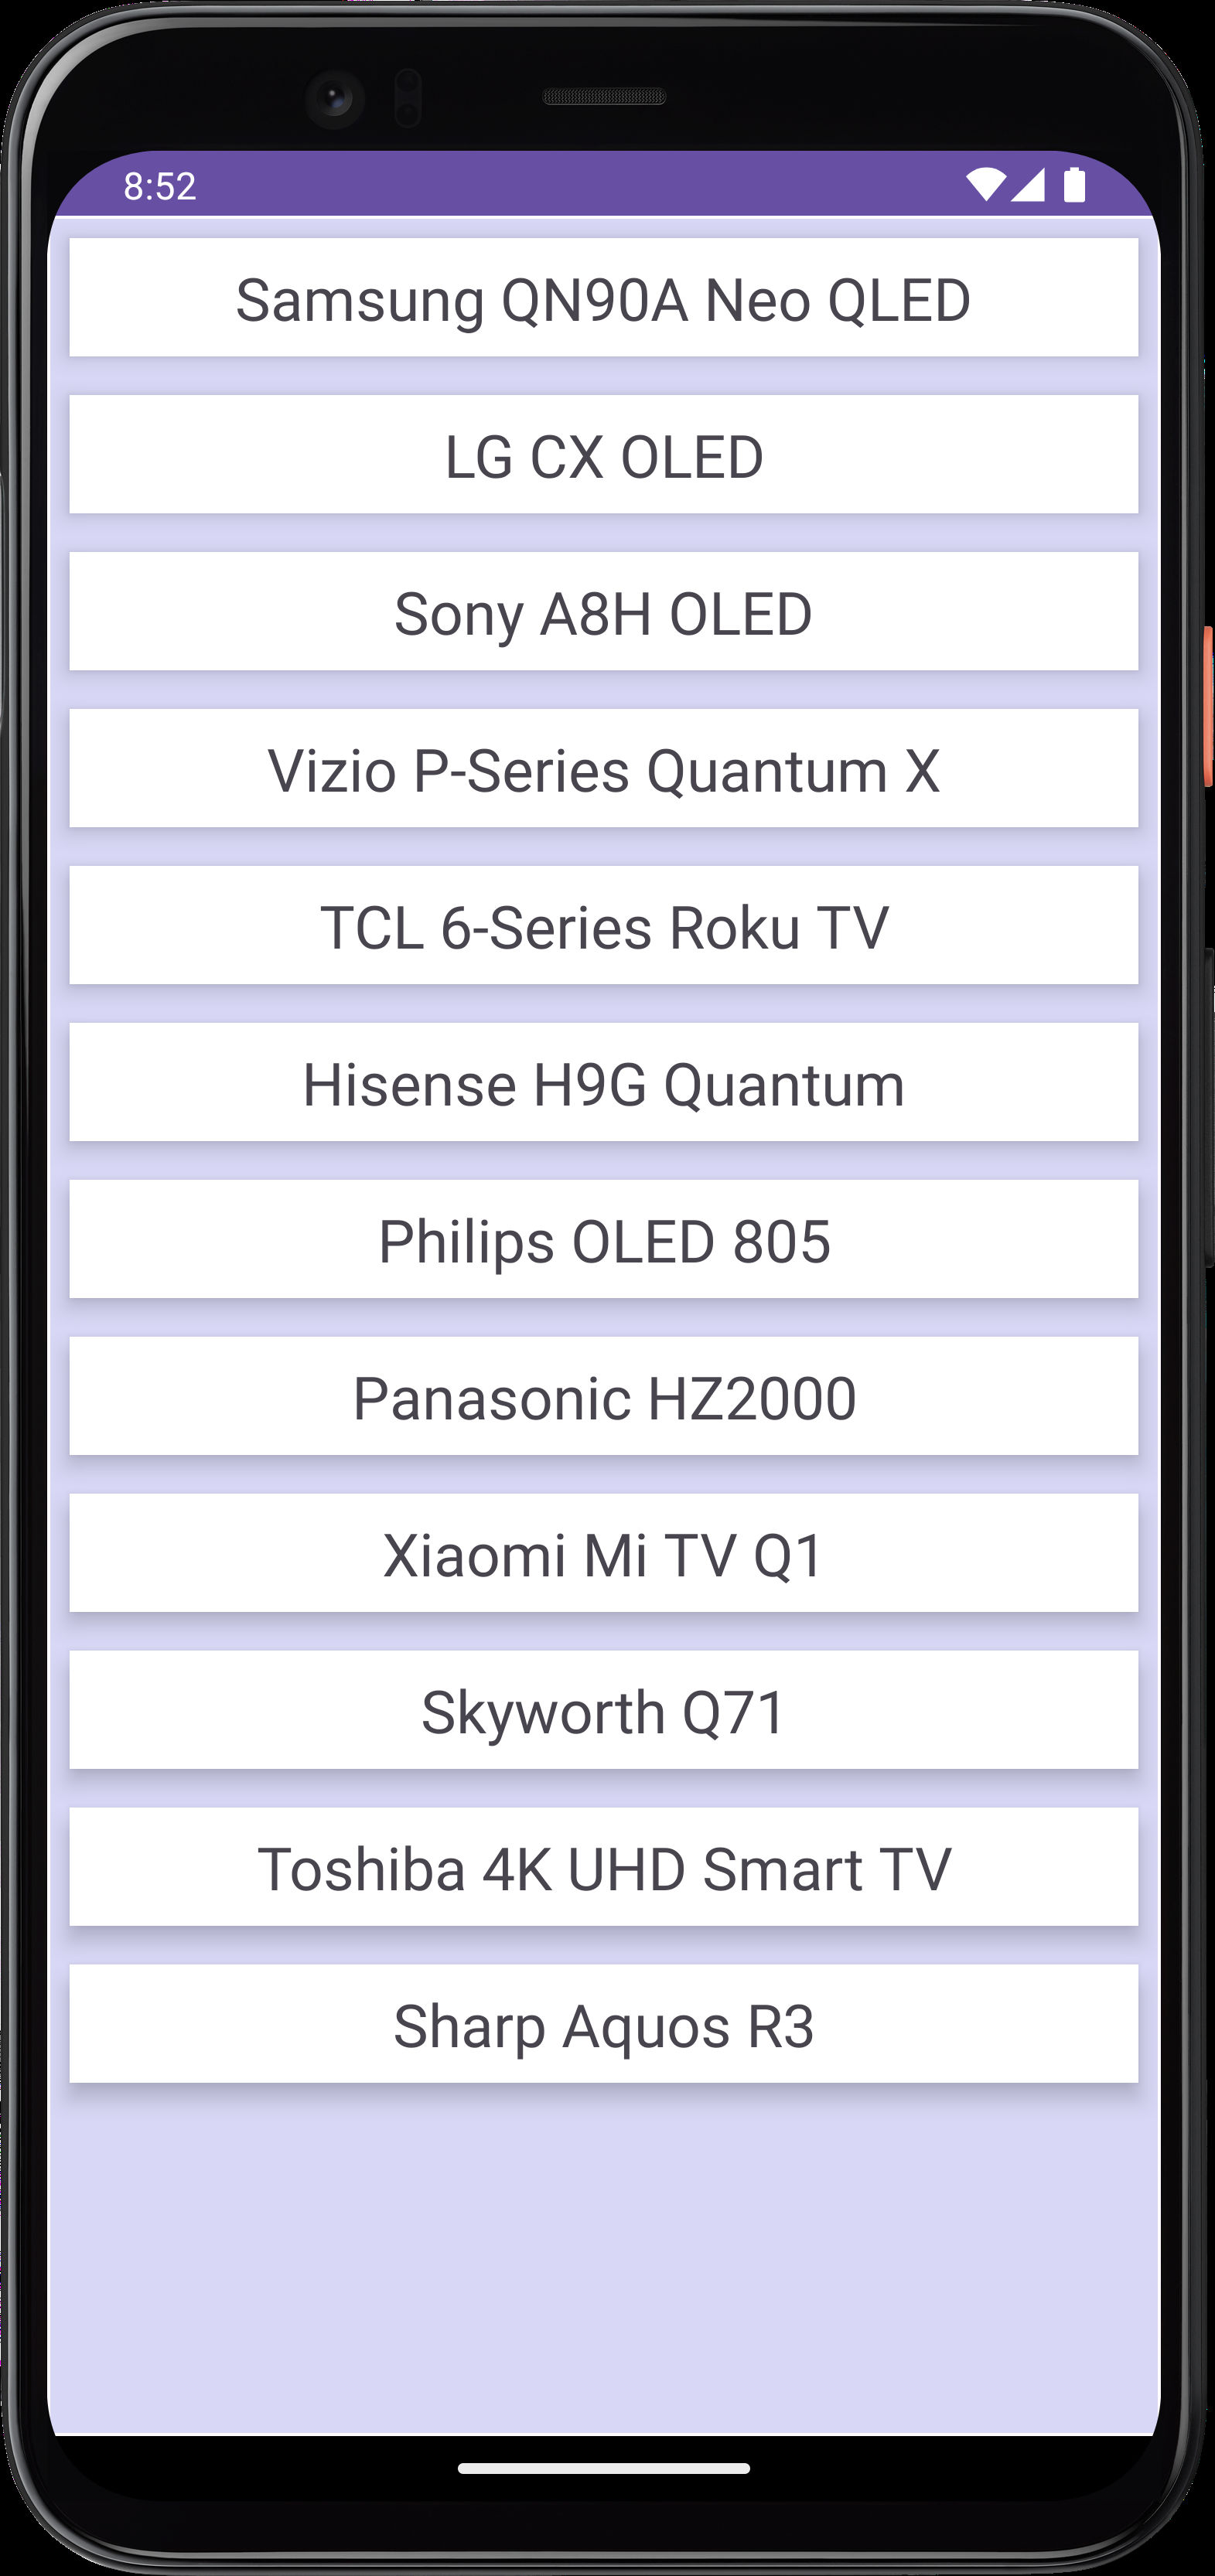 8:52
Samsung QN90A Neo QLED
LG CX OLED
Sony A8H OLED
Vizio P-Series Quantum X
TCL 6-Series Roku TV
Hisense H9G Quantum
Philips OLED 805
Panasonic HZ2000
Xiaomi Mi TV Q1
Skyworth Q71
Toshiba 4K UHD Smart TV
Sharp Aquos R3